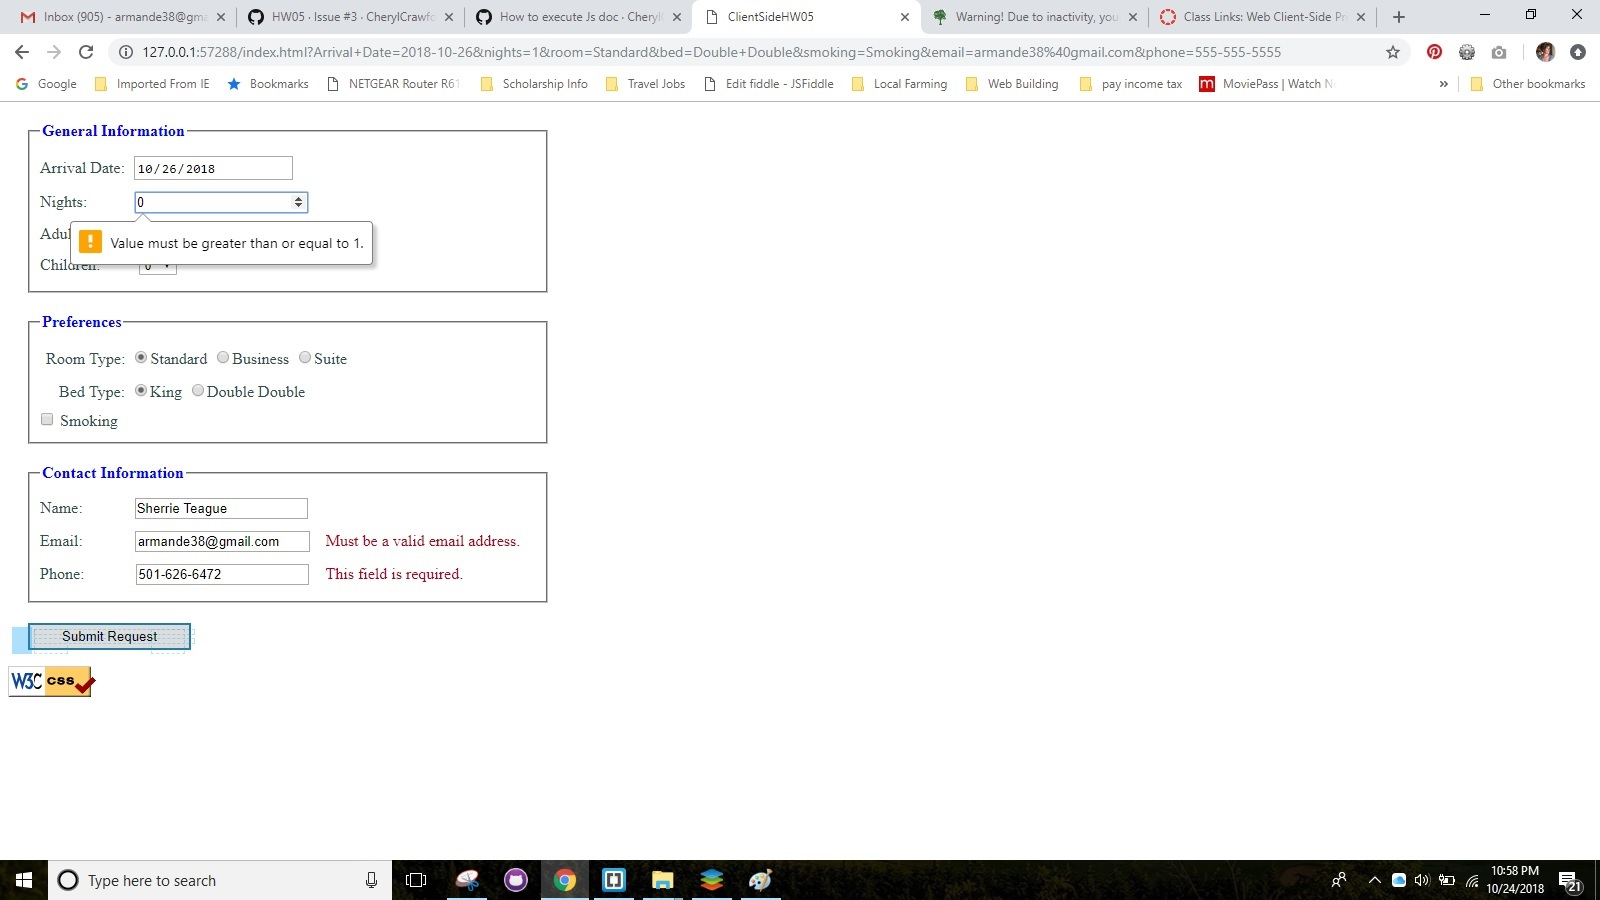 Inbox (905) - armande38@gma
HW05 · Issue #3 · CherylCrawfo
How to execute Js doc · Cheryl
ClientSideHW05
Warning! Due to inactivity, you
Class Links: Web Client-Side Pr
127.0.0.1:57288/index.html?Arrival+Date=2018-10-26&nights=1&room=Standard&bed=Double+Double&smoking=Smoking&email=armande38%40gmail.com&phone=555-555-5555
Google
Imported From IE
Bookmarks
NETGEAR Router R61
Scholarship Info
Travel Jobs
Edit fiddle - JSFiddle
Local Farming
Web Building
pay income tax
m
MoviePass | Watch N
»
Other bookmarks
General Information
Arrival Date: 10/26/2018
Nights: 0
Adul
! Value must be greater than or equal to 1.
Children: 0
Preferences
Room Type: Standard Business Suite
Bed Type: King Double Double
Smoking
Contact Information
Name: Sherrie Teague
Email: armande38@gmail.com Must be a valid email address.
Phone: 501-626-6472 This field is required.
Submit Request
W3C css
Type here to search
10:58 PM
10/24/2018
21